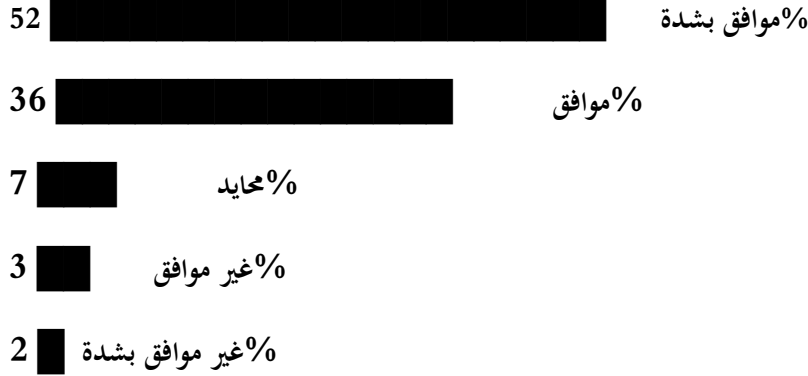 %موافق بشدة 52
%موافق 36
%محايد 7
%غير موافق 3
%غير موافق بشدة 2